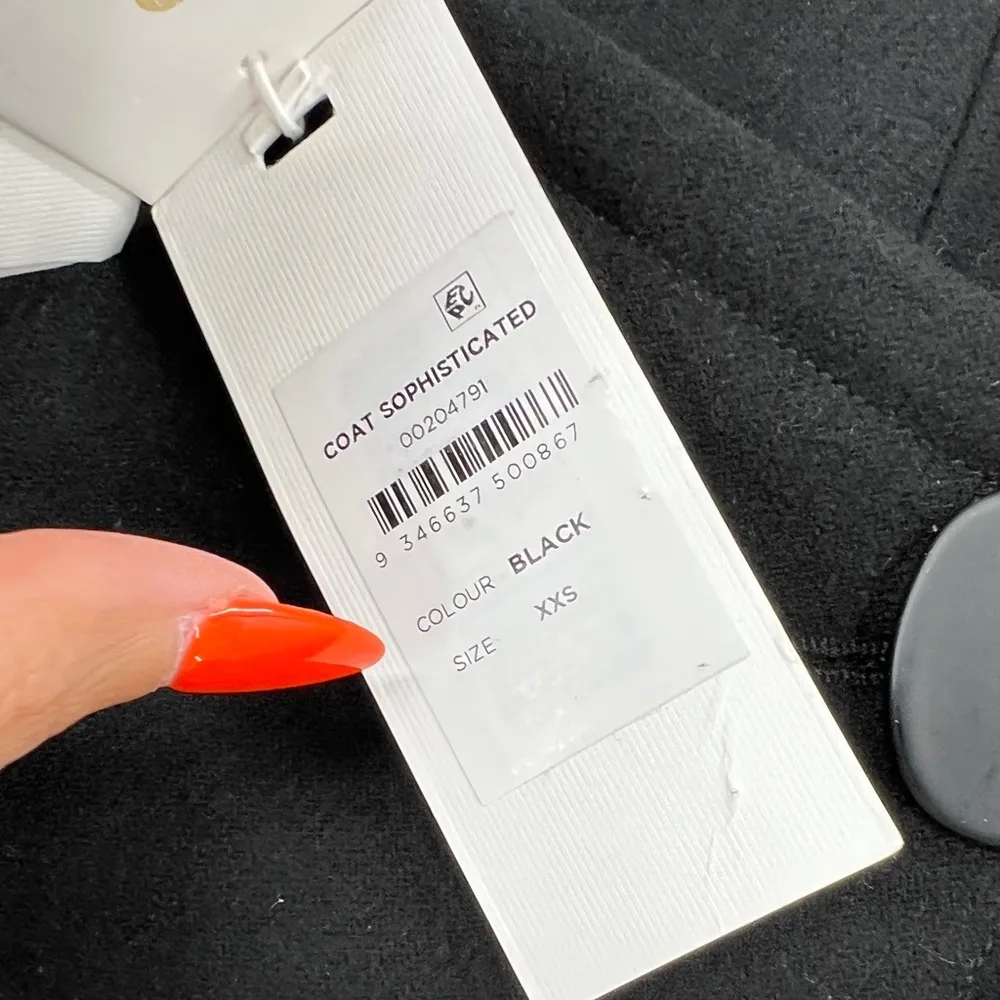 COAT SOPHISTICATED
00204791
9 346637 500867
COLOUR BLACK
SIZE XXS